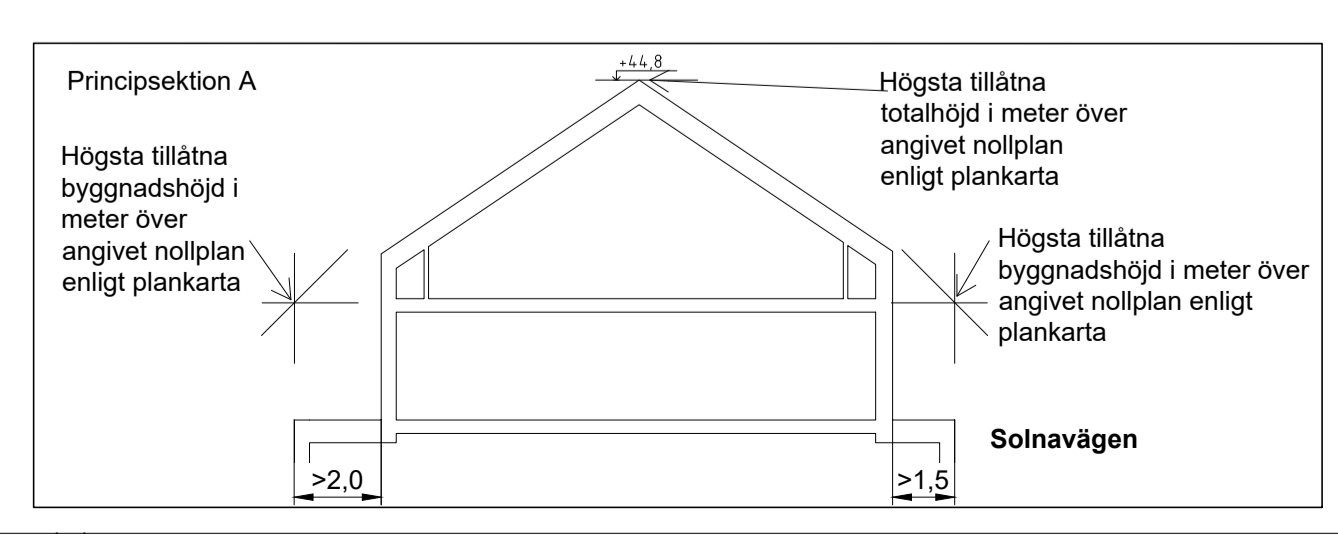 Principsektion A
+44,8
Högsta tillåtna
totalhöjd i meter över
angivet nollplan
enligt plankarta
Högsta tillåtna
byggnadshöjd i
meter över
angivet nollplan
enligt plankarta
Högsta tillåtna
byggnadshöjd i meter över
angivet nollplan enligt
plankarta
Solnavägen
>2,0
>1,5